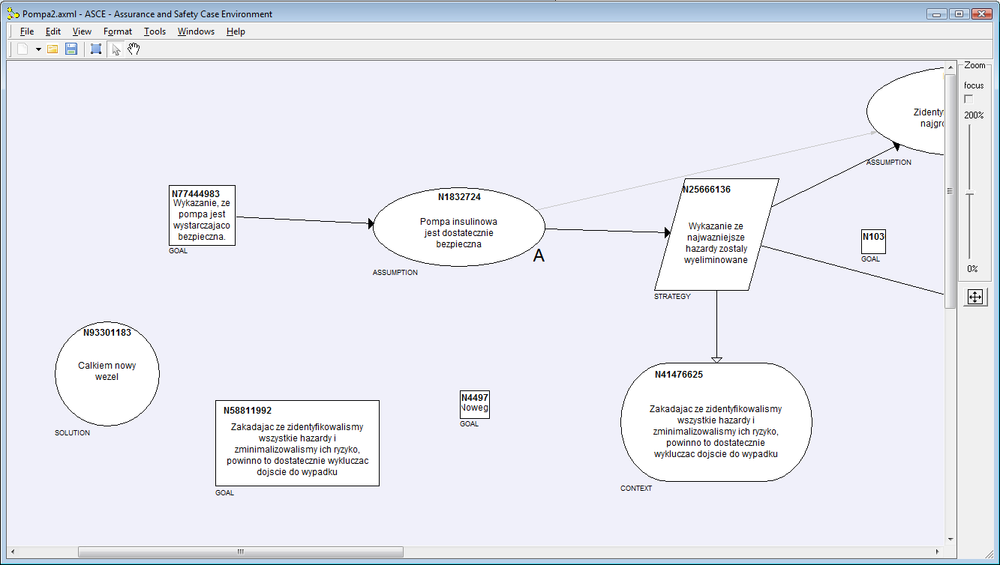 Pompa2.axml - ASCE - Assurance and Safety Case Environment
File Edit View Format Tools Windows Help
Zoom
focus
200%
0%
Zidenty
najgro
ASSUMPTION
N77444983
Wykazanie, ze
pompa jest
wystarczajaco
bezpieczna.
GOAL
N1832724
Pompa insulinowa
jest dostatecznie
bezpieczna
A
ASSUMPTION
N25666136
Wykazanie ze
najwazniejsze
hazardy zostaly
wyeliminowane
STRATEGY
N103
GOAL
N93301183
Calkiem nowy
wezel
SOLUTION
N58811992
Zakadajac ze zidentyfikowalismy
wszystkie hazardy i
zminimalizowalismy ich ryzyko,
powinno to dostatecznie wykluczac
dojscie do wypadku
GOAL
N4497
Noweg
GOAL
N41476625
Zakadajac ze zidentyfikowalismy
wszystkie hazardy i
zminimalizowalismy ich ryzyko,
powinno to dostatecznie
wykluczac dojscie do wypadku
CONTEXT